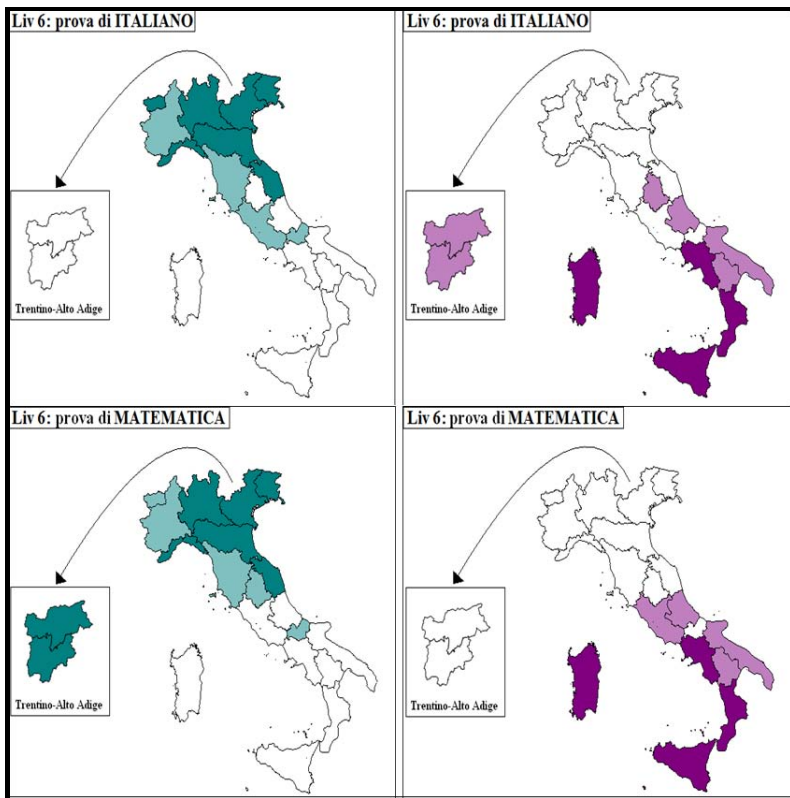 Liv 6: prova di ITALIANO
Liv 6: prova di ITALIANO
Trentino-Alto Adige
Trentino-Alto Adige
Liv 6: prova di MATEMATICA
Liv 6: prova di MATEMATICA
Trentino-Alto Adige
Trentino-Alto Adige